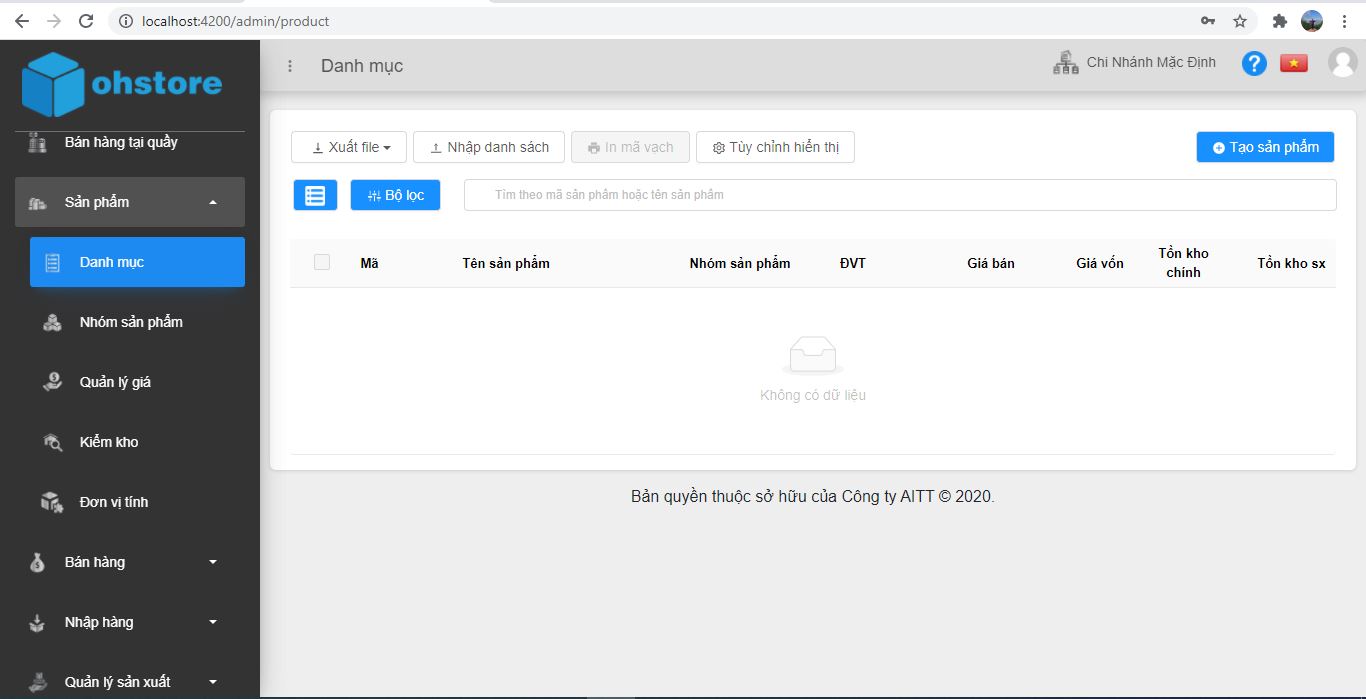 localhost:4200/admin/product
ohstore
Bán hàng tại quầy
Sản phẩm
Danh mục
Nhóm sản phẩm
Quản lý giá
Kiểm kho
Đơn vị tính
Bán hàng
Nhập hàng
Quản lý sản xuất
Danh mục
Chi Nhánh Mặc Định
?
Xuất file
Nhập danh sách
In mã vạch
Tùy chỉnh hiển thị
Tạo sản phẩm
Bộ lọc
Tìm theo mã sản phẩm hoặc tên sản phẩm
Mã
Tên sản phẩm
Nhóm sản phẩm
ĐVT
Giá bán
Giá vốn
Tồn kho
chính
Tồn kho sx
Không có dữ liệu
Bản quyền thuộc sở hữu của Công ty AITT © 2020.